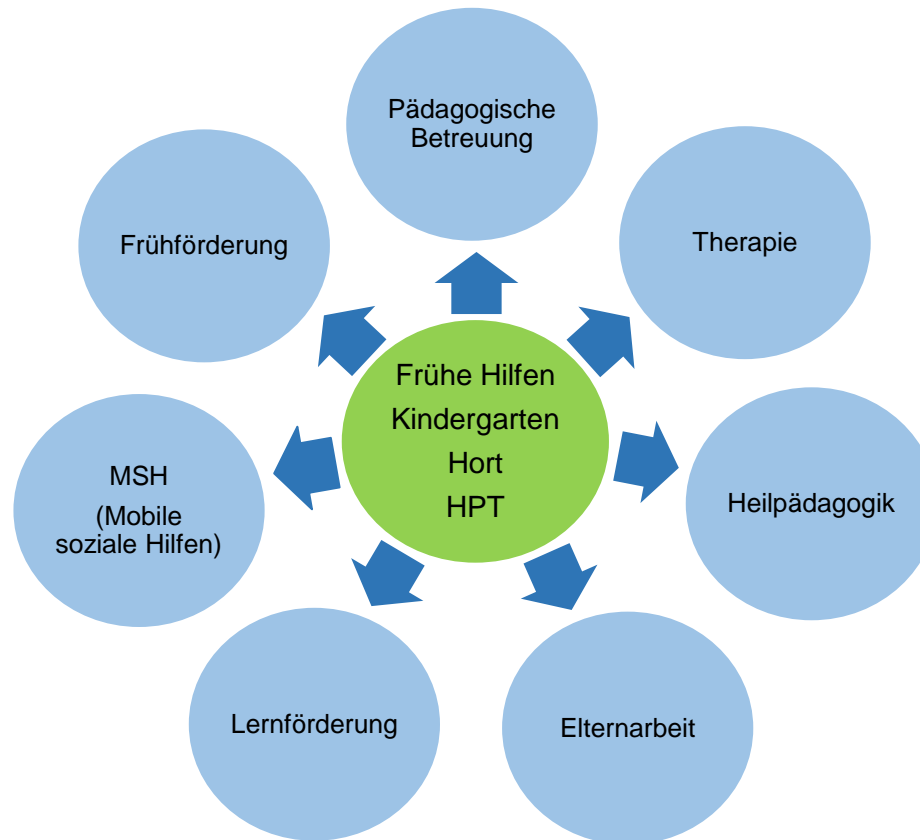 Pädagogische
Betreuung
Therapie
Heilpädagogik
Elternarbeit
Lernförderung
MSH
(Mobile
soziale Hilfen)
Frühförderung
Frühe Hilfen
Kindergarten
Hort
HPT